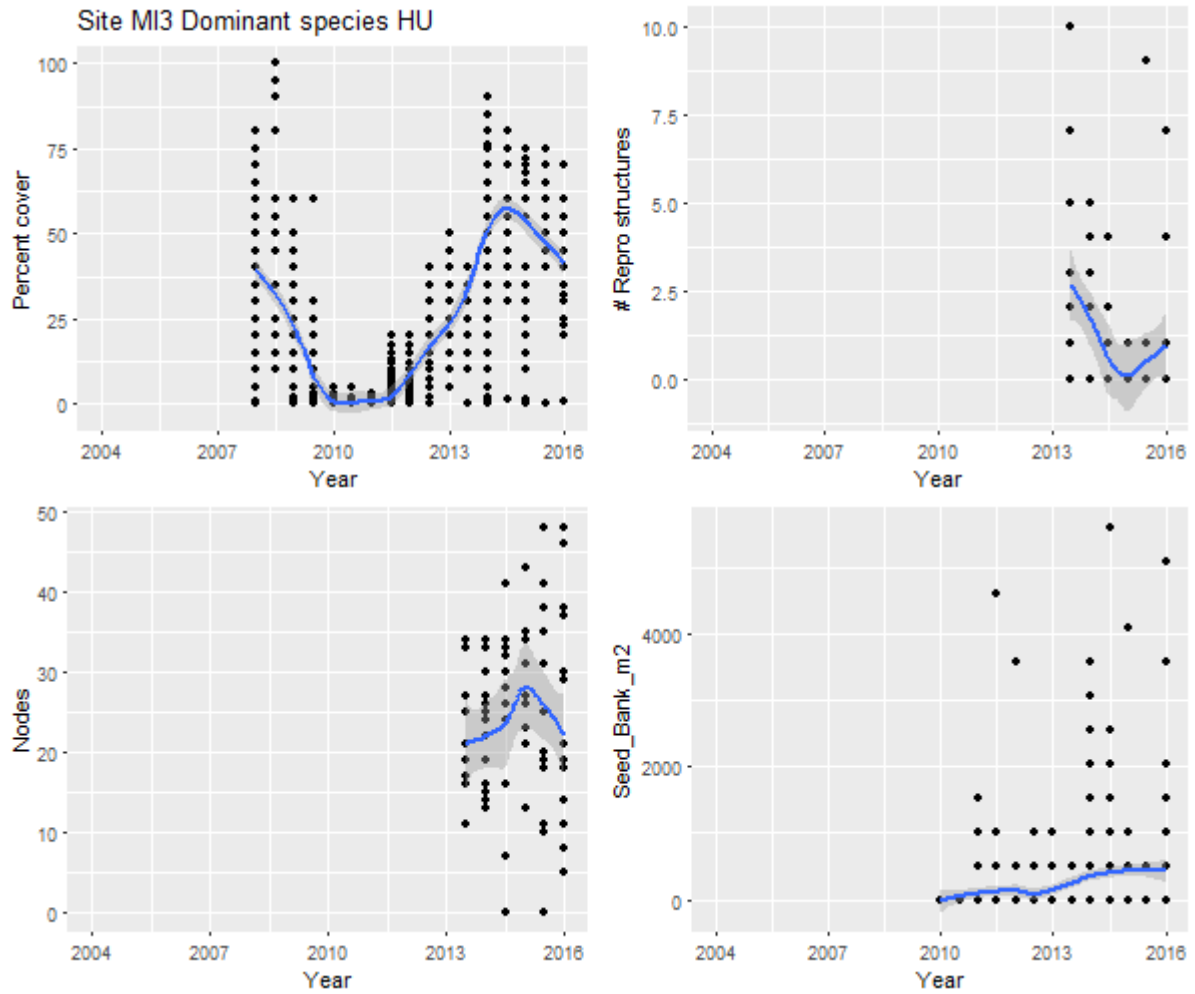 Site MI3 Dominant species HU
100
75
50
25
0
Percent cover
2004 2007 2010 2013 2016
Year
10.0
7.5
5.0
2.5
0.0
# Repro structures
2004 2007 2010 2013 2016
Year
50
40
30
20
10
0
Nodes
2004 2007 2010 2013 2016
Year
4000
2000
0
Seed_Bank_m2
2004 2007 2010 2013 2016
Year